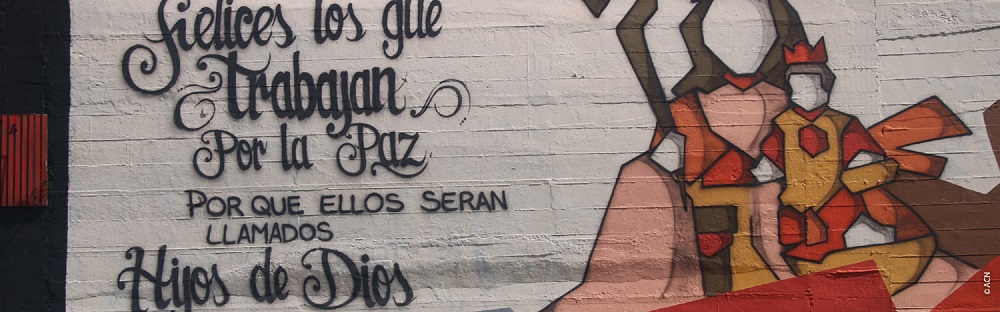 Felices los que
Trabajan
Por la Paz
POR QUE ELLOS SERAN
LLAMADOS
Hijos de Dios
© ACN